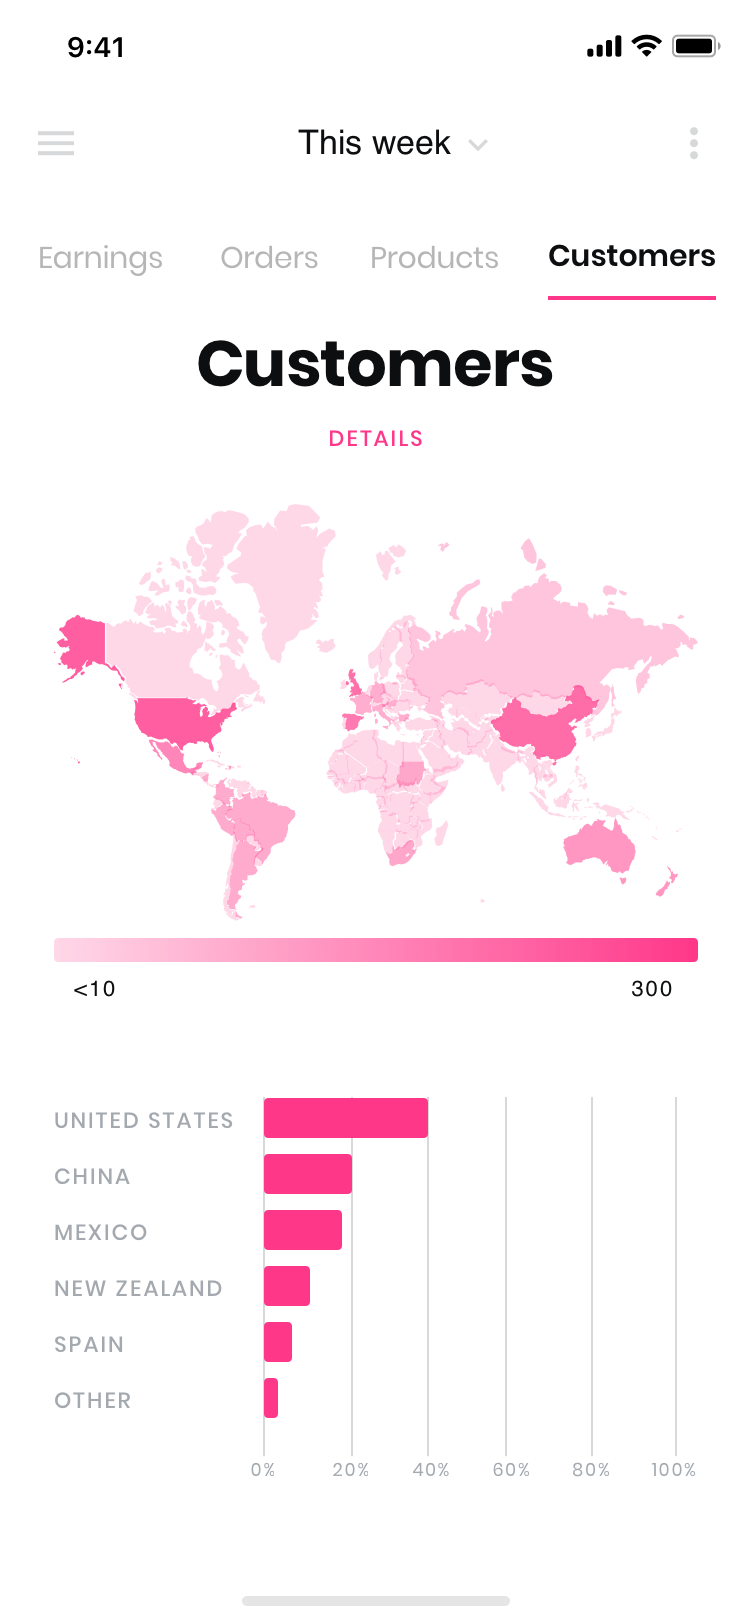 9:41
This week
Earnings Orders Products Customers
Customers
DETAILS
<10 300
UNITED STATES
CHINA
MEXICO
NEW ZEALAND
SPAIN
OTHER
0% 20% 40% 60% 80% 100%